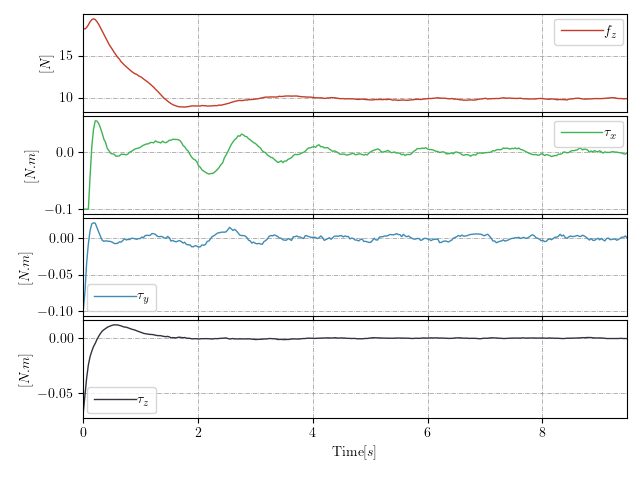 15
10
[N]
f_z
0.0
−0.1
[N.m]
τ_x
0.00
−0.05
−0.10
[N.m]
τ_y
0.00
−0.05
[N.m]
τ_z
0 2 4 6 8
Time[s]